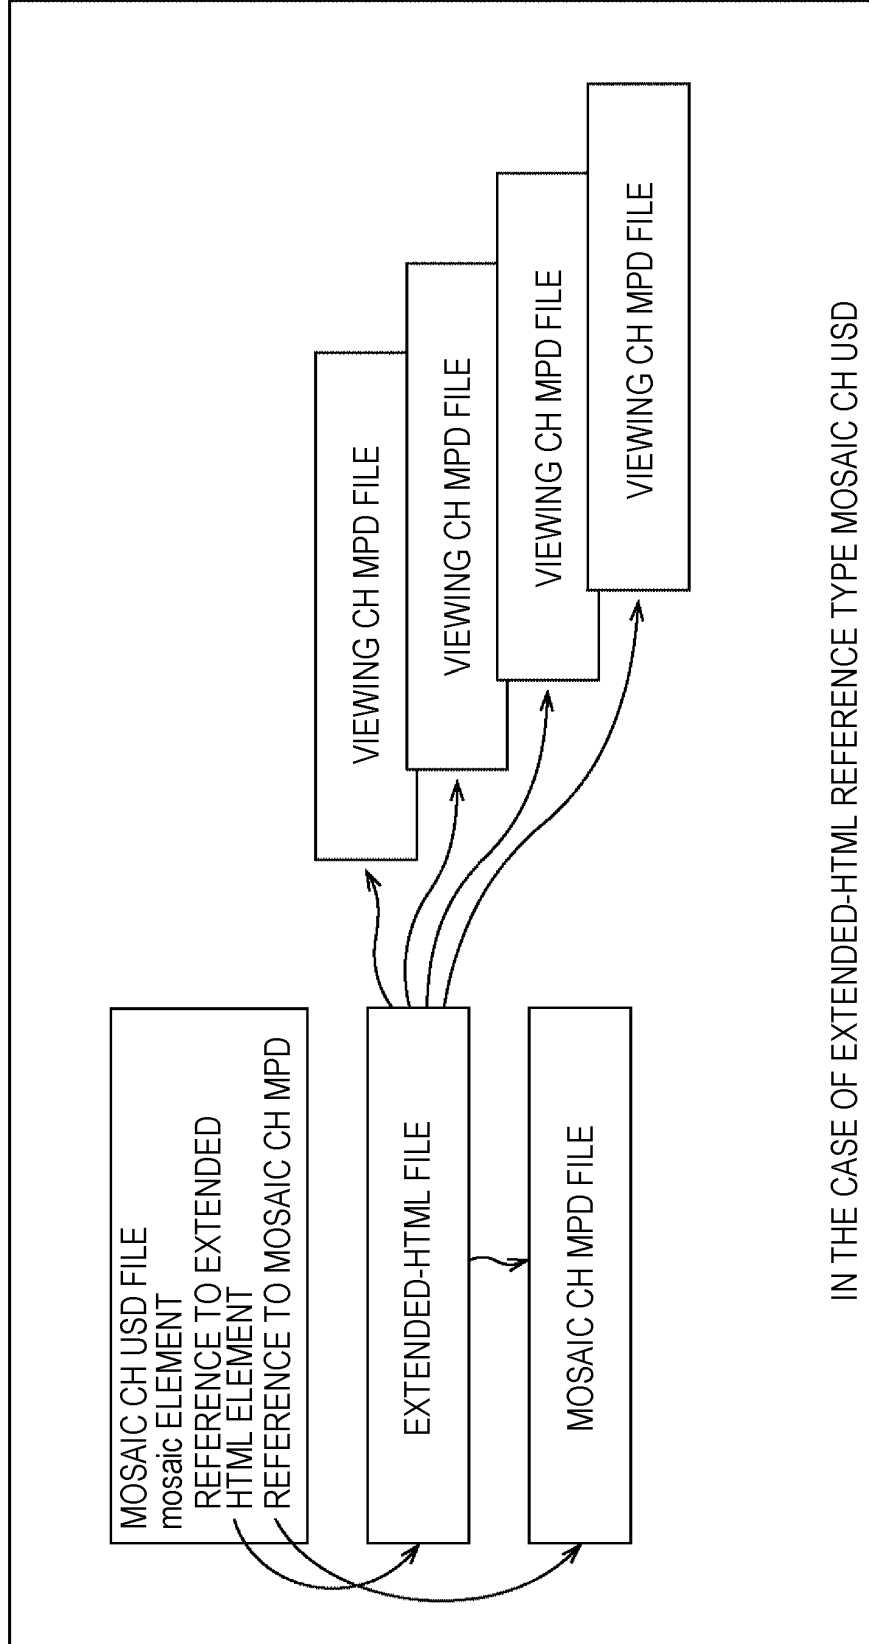 MOSAIC CH USD FILE
mosaic ELEMENT
REFERENCE TO EXTENDED
HTML ELEMENT
REFERENCE TO MOSAIC CH MPD
EXTENDED-HTML FILE
MOSAIC CH MPD FILE
VIEWING CH MPD FILE
VIEWING CH MPD FILE
VIEWING CH MPD FILE
VIEWING CH MPD FILE
IN THE CASE OF EXTENDED-HTML REFERENCE TYPE MOSAIC CH USD